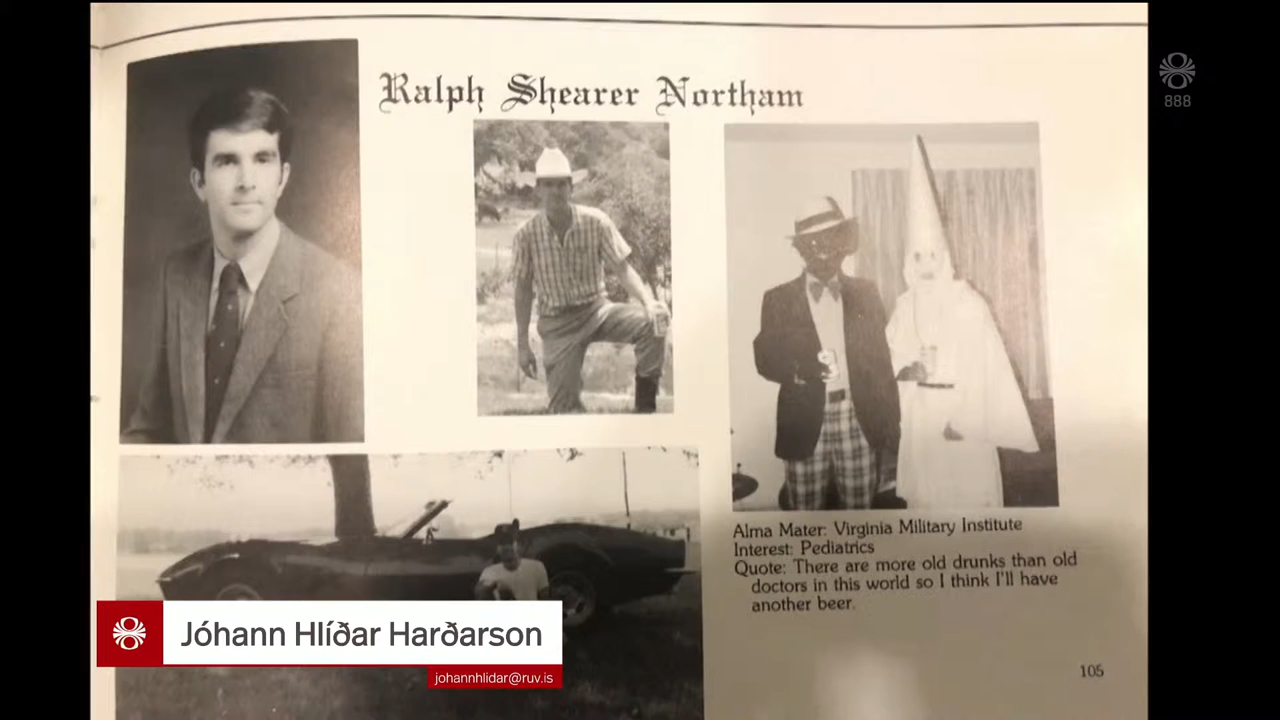 Ralph Shearer Northam
888
Alma Mater: Virginia Military Institute
Interest: Pediatrics
Quote: There are more old drunks than old
doctors in this world so I think I'll have
another beer.
Jóhann Hlíðar Harðarson
johannhlidar@ruv.is
105